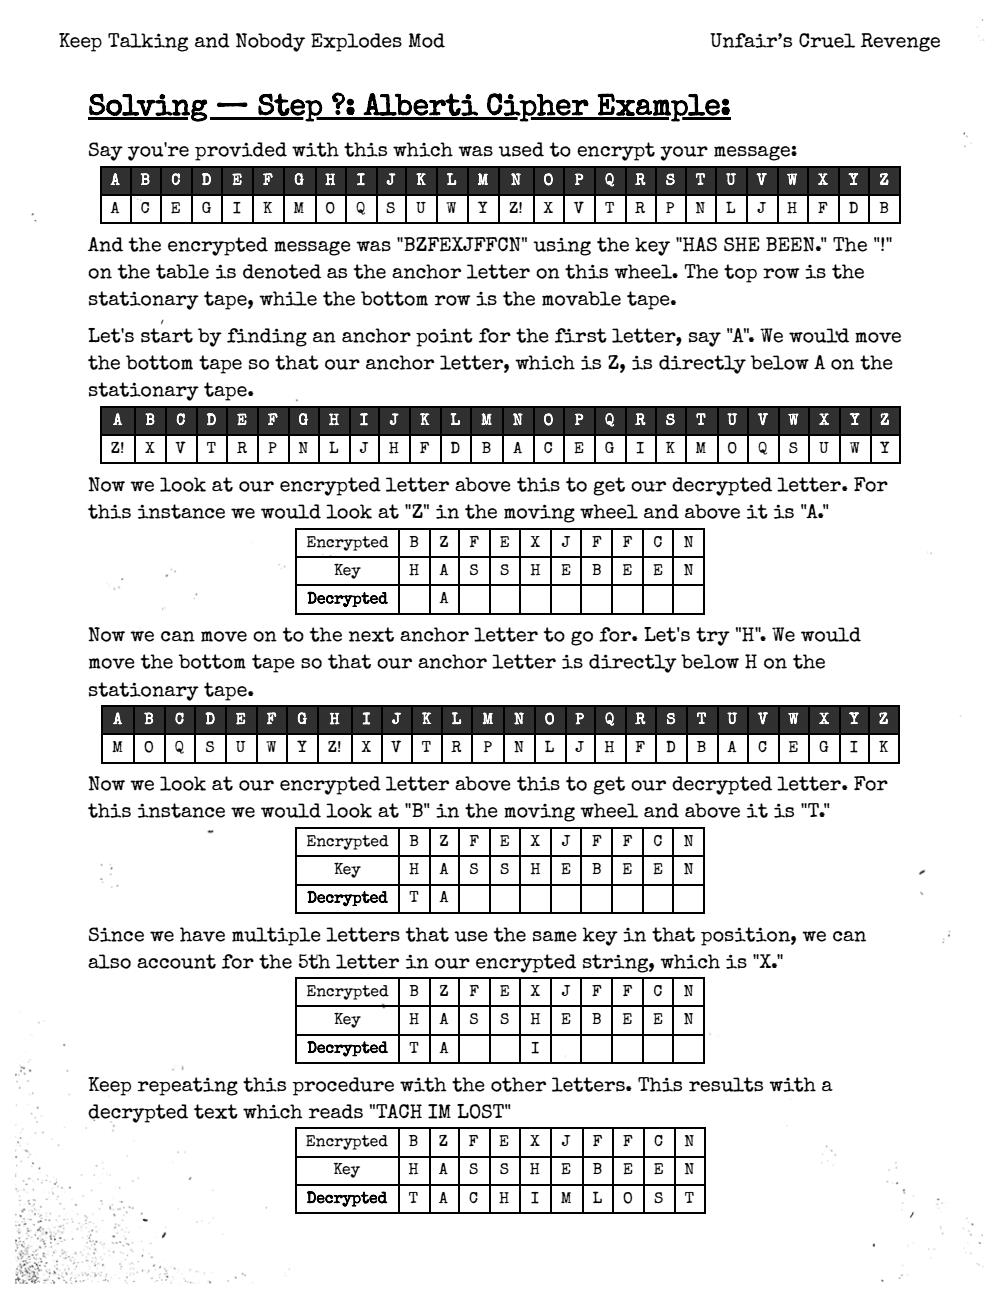 Keep Talking and Nobody Explodes Mod Unfair's Cruel Revenge
Solving — Step ?: Alberti Cipher Example:
Say you're provided with this which was used to encrypt your message:
A B C D E F G H I J K L M N O P Q R S T U V W X Y Z
A C E G I K M O Q S U W Y Z! X V T R P N L J H F D B
And the encrypted message was "BZFEXJFFCN" using the key "HAS SHE BEEN." The "!"
on the table is denoted as the anchor letter on this wheel. The top row is the
stationary tape, while the bottom row is the movable tape.
Let's start by finding an anchor point for the first letter, say "A". We would move
the bottom tape so that our anchor letter, which is Z, is directly below A on the
stationary tape.
A B C D E F G H I J K L M N O P Q R S T U V W X Y Z
Z! X V T R P N L J H F D B A C E G I K M O Q S U W Y
Now we look at our encrypted letter above this to get our decrypted letter. For
this instance we would look at "Z" in the moving wheel and above it is "A."
Encrypted B Z F E X J F F C N
Key H A S S H E B E E N
Decrypted A
Now we can move on to the next anchor letter to go for. Let's try "H". We would
move the bottom tape so that our anchor letter is directly below H on the
stationary tape.
A B C D E F G H I J K L M N O P Q R S T U V W X Y Z
M O Q S U W Y Z! X V T R P N L J H F D B A C E G I K
Now we look at our encrypted letter above this to get our decrypted letter. For
this instance we would look at "B" in the moving wheel and above it is "T."
Encrypted B Z F E X J F F C N
Key H A S S H E B E E N
Decrypted T A
Since we have multiple letters that use the same key in that position, we can
also account for the 5th letter in our encrypted string, which is "X."
Encrypted B Z F E X J F F C N
Key H A S S H E B E E N
Decrypted T A I
Keep repeating this procedure with the other letters. This results with a
decrypted text which reads "TACH IM LOST"
Encrypted B Z F E X J F F C N
Key H A S S H E B E E N
Decrypted T A C H I M L O S T